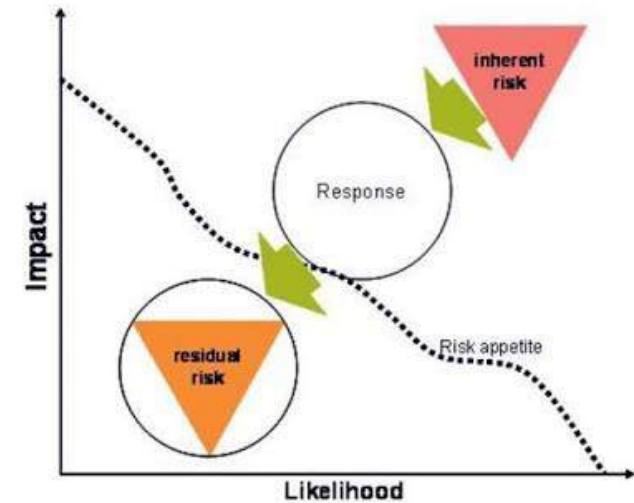 inherent
risk
Response
Impact
Risk appetite
residual
risk
Likelihood